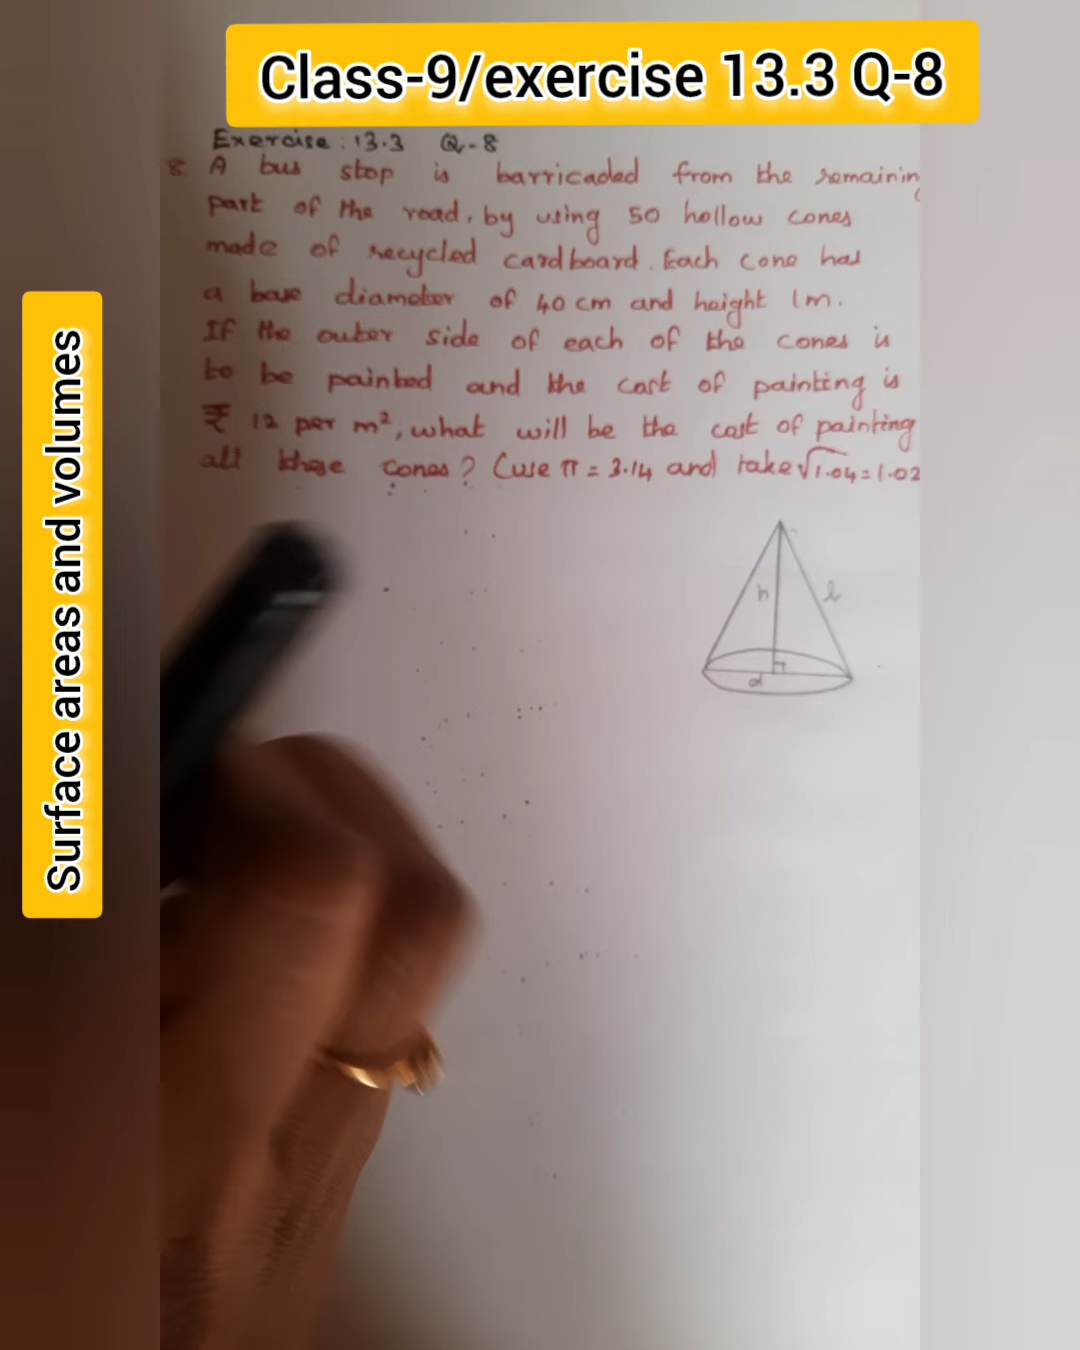 Class-9/exercise 13.3 Q-8
Exercise : 13.3 Q-8
8. A bus stop is barricaded from the remaining
part of the road, by using 50 hollow cones
made of recycled cardboard. Each cone has
a base diameter of 40 cm and height 1m.
If the outer side of each of the cones is
to be painted and the cost of painting is
₹ 12 per m², what will be the cost of painting
all these cones? (use π = 3.14 and take √1.04 = 1.02
h l
d
Surface areas and volumes